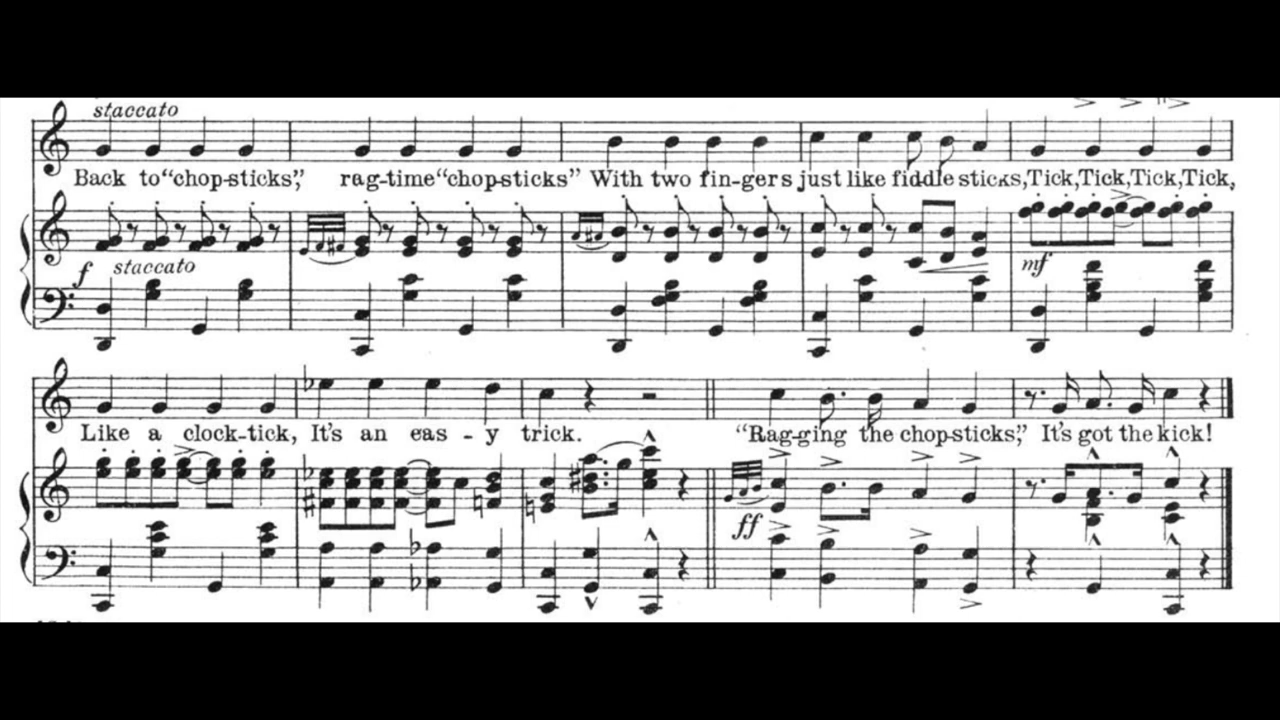 staccato
Back to “chop-sticks,” rag-time “chop-sticks” With two fin-gers just like fid-dle sticks, Tick, Tick, Tick, Tick,
f staccato mf
Like a clock-tick, It's an eas - y trick. “Rag-ging the chop-sticks,” It's got the kick!
ff